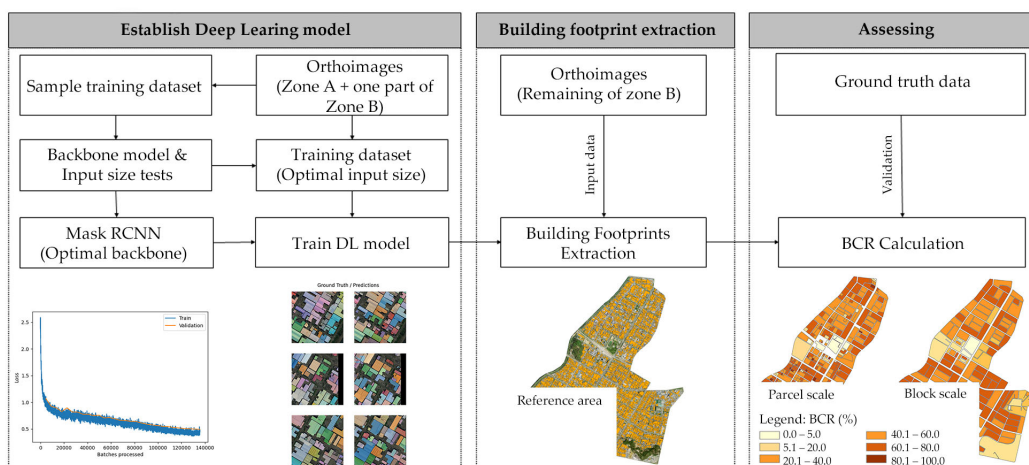 Establish Deep Learing model
Building footprint extraction
Assessing
Sample training dataset
Orthoimages
(Zone A + one part of
Zone B)
Backbone model &
Input size tests
Training dataset
(Optimal input size)
Mask RCNN
(Optimal backbone)
Train DL model
Orthoimages
(Remaining of zone B)
Input data
Building Footprints
Extraction
Ground truth data
Validation
BCR Calculation
Train
Validation
2.5
2.0
1.5
1.0
0.5
Loss
0
20000
40000
60000
80000
100000
120000
140000
Batches processed
Ground Truth / Predictions
Reference area
Parcel scale
Block scale
Legend: BCR (%)
0.0 – 5.0
5.1 – 20.0
20.1 – 40.0
40.1 – 60.0
60.1 – 80.0
80.1 – 100.0